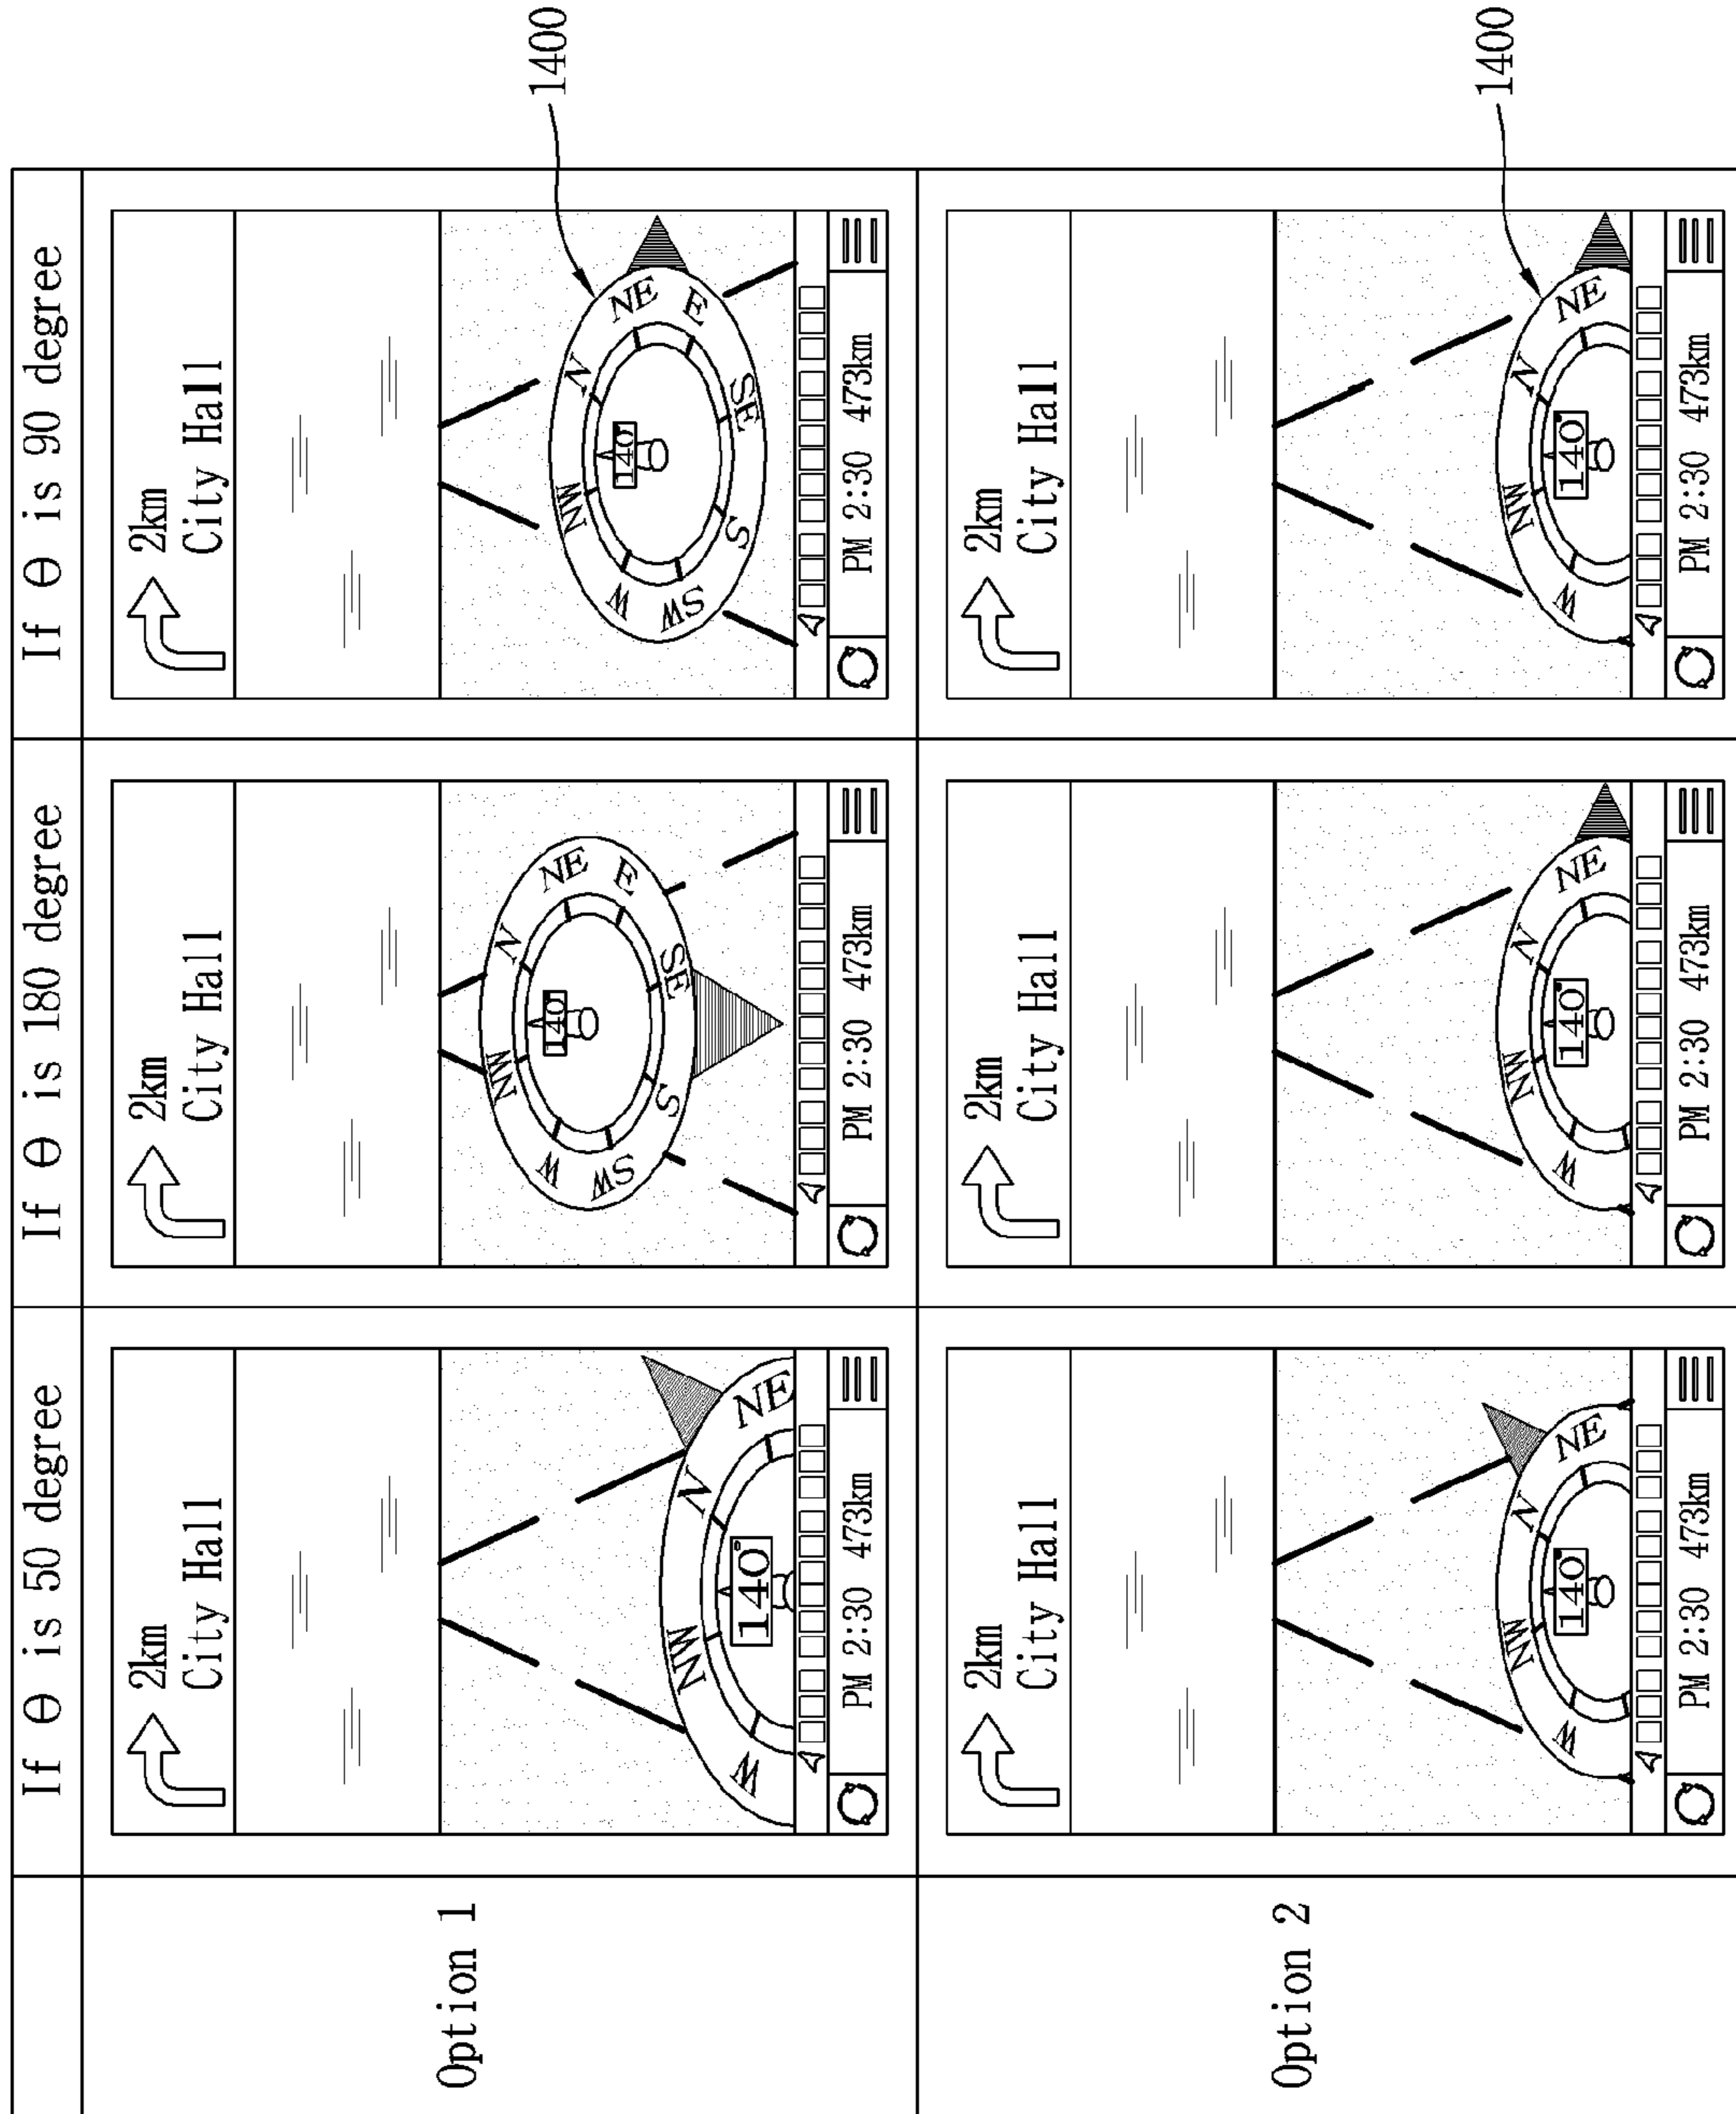 If Θ is 50 degree
If Θ is 180 degree
If Θ is 90 degree
Option 1
2km
City Hall
W NW N NE
140°
PM 2:30 473km
2km
City Hall
W NW N NE
140°
SW S SE E
PM 2:30 473km
2km
City Hall
W NW N NE
140°
SW S SE E
PM 2:30 473km
1400
Option 2
2km
City Hall
W NW N NE
140°
PM 2:30 473km
2km
City Hall
W NW N NE
140°
PM 2:30 473km
2km
City Hall
W NW N NE
140°
PM 2:30 473km
1400